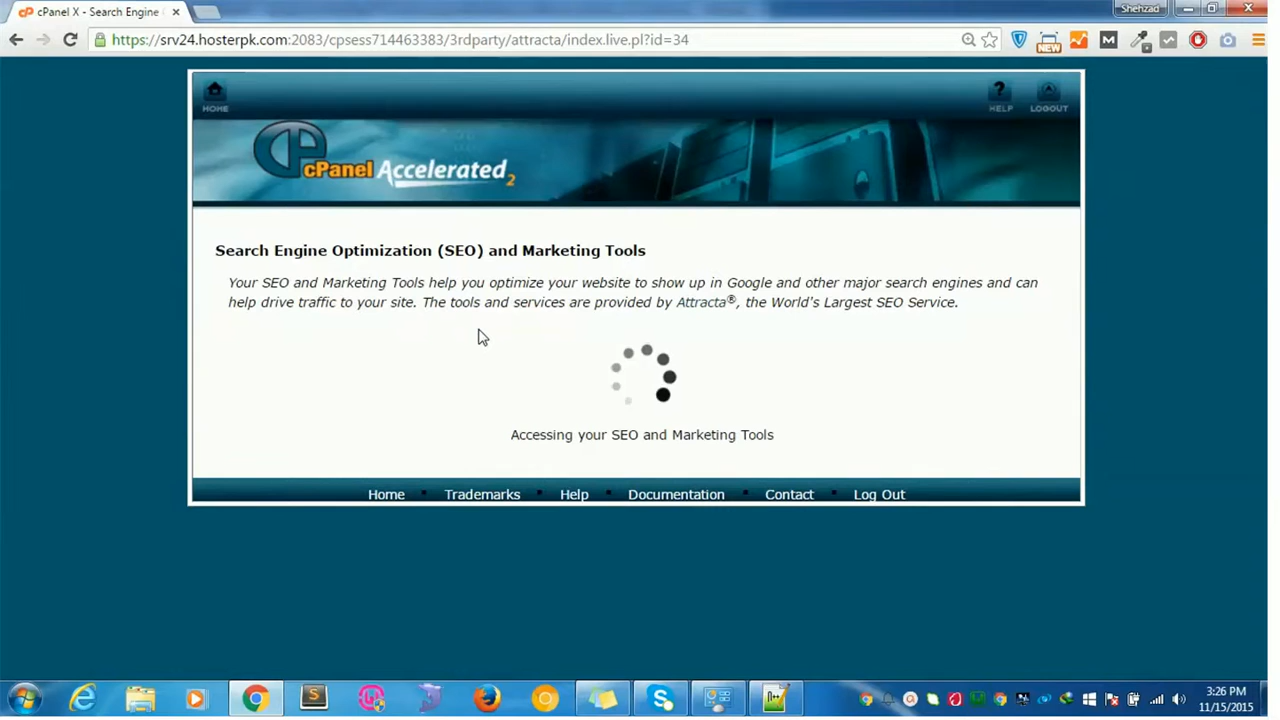 cPanel X - Search Engine
Shehzad
https://srv24.hosterpk.com:2083/cpsess714463383/3rdparty/attracta/index.live.pl?id=34
NEW
HOME
HELP
LOGOUT
cPanel Accelerated 2
Search Engine Optimization (SEO) and Marketing Tools
Your SEO and Marketing Tools help you optimize your website to show up in Google and other major search engines and can
help drive traffic to your site. The tools and services are provided by Attracta®, the World's Largest SEO Service.
Accessing your SEO and Marketing Tools
Home Trademarks Help Documentation Contact Log Out
3:26 PM
11/15/2015